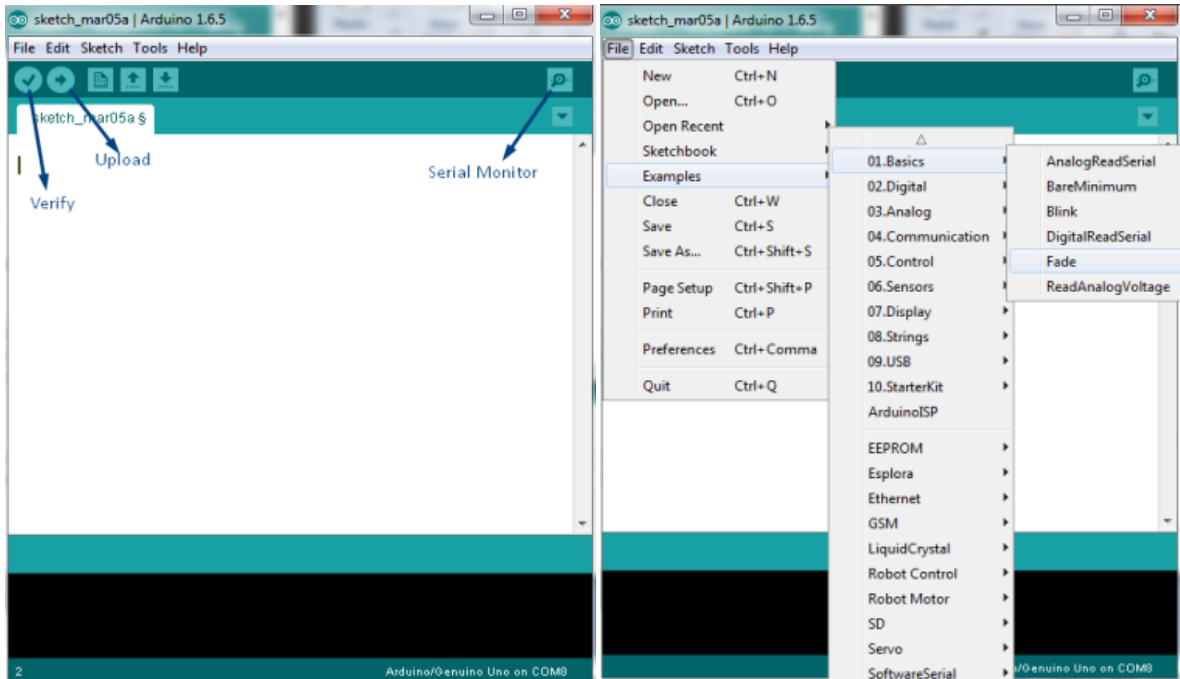 sketch_mar05a | Arduino 1.6.5
File Edit Sketch Tools Help
sketch_mar05a §
Upload
Serial Monitor
Verify
2
Arduino/Genuino Uno on COM8
sketch_mar05a | Arduino 1.6.5
File Edit Sketch Tools Help
New Ctrl+N
Open... Ctrl+O
Open Recent
Sketchbook
Examples
Close Ctrl+W
Save Ctrl+S
Save As... Ctrl+Shift+S
Page Setup Ctrl+Shift+P
Print Ctrl+P
Preferences Ctrl+Comma
Quit Ctrl+Q
01.Basics
02.Digital
03.Analog
04.Communication
05.Control
06.Sensors
07.Display
08.Strings
09.USB
10.StarterKit
ArduinoISP
EEPROM
Esplora
Ethernet
GSM
LiquidCrystal
Robot Control
Robot Motor
SD
Servo
SoftwareSerial
AnalogReadSerial
BareMinimum
Blink
DigitalReadSerial
Fade
ReadAnalogVoltage
o/Genuino Uno on COM8